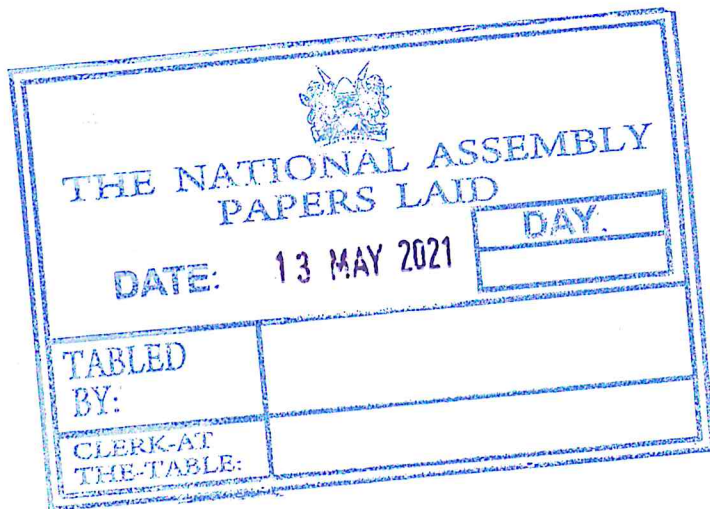 THE NATIONAL ASSEMBLY
PAPERS LAID
DATE: 13 MAY 2021
DAY.
TABLED
BY:
CLERK-AT
THE-TABLE: